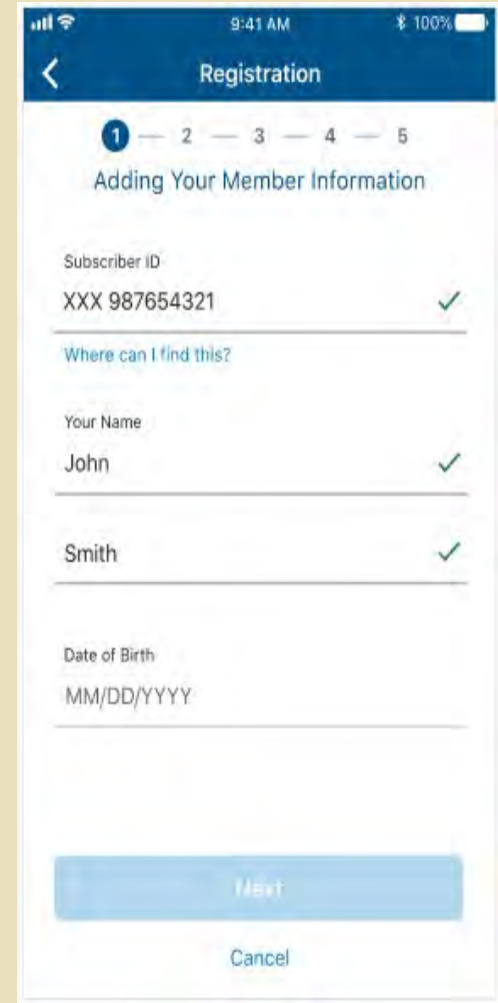 9:41 AM 100%
Registration
1 — 2 — 3 — 4 — 5
Adding Your Member Information
Subscriber ID
XXX 987654321
Where can I find this?
Your Name
John
Smith
Date of Birth
MM/DD/YYYY
Next
Cancel